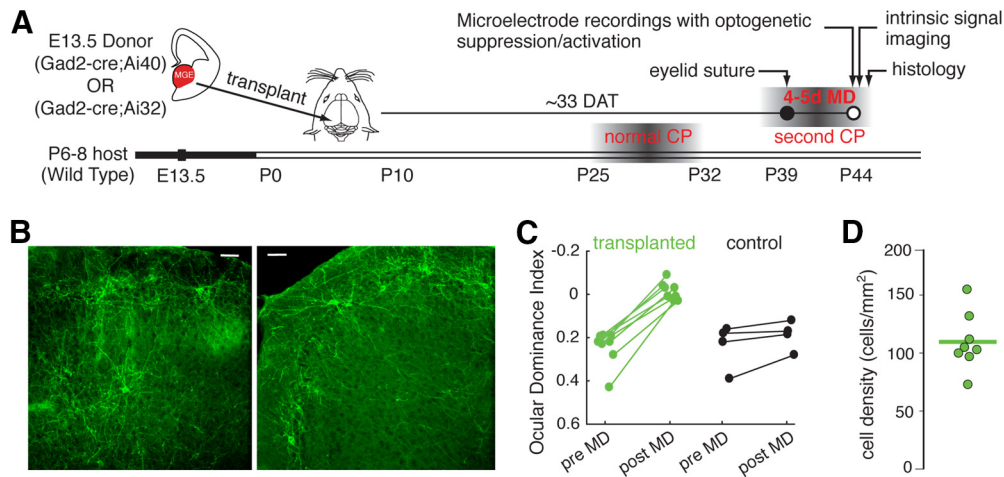 A
E13.5 Donor
(Gad2-cre;Ai40)
OR
(Gad2-cre;Ai32)
MGE
transplant
Microelectrode recordings with optogenetic
suppression/activation
intrinsic signal
imaging
eyelid suture
histology
~33 DAT
4-5d MD
normal CP
second CP
P6-8 host
(Wild Type)
E13.5
P0
P10
P25
P32
P39
P44
B
C
transplanted
control
Ocular Dominance Index
-0.2
0
0.2
0.4
0.6
pre MD
post MD
pre MD
post MD
D
cell density (cells/mm²)
200
150
100
50
0